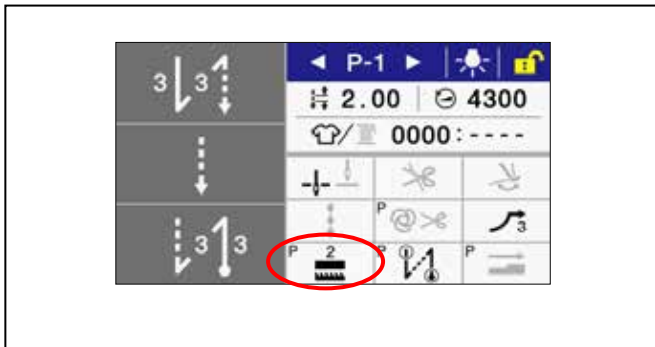 3 3
◄ P-1 ►
2.00 4300
/ 0000:----
P
3
3 3
P 2 P P